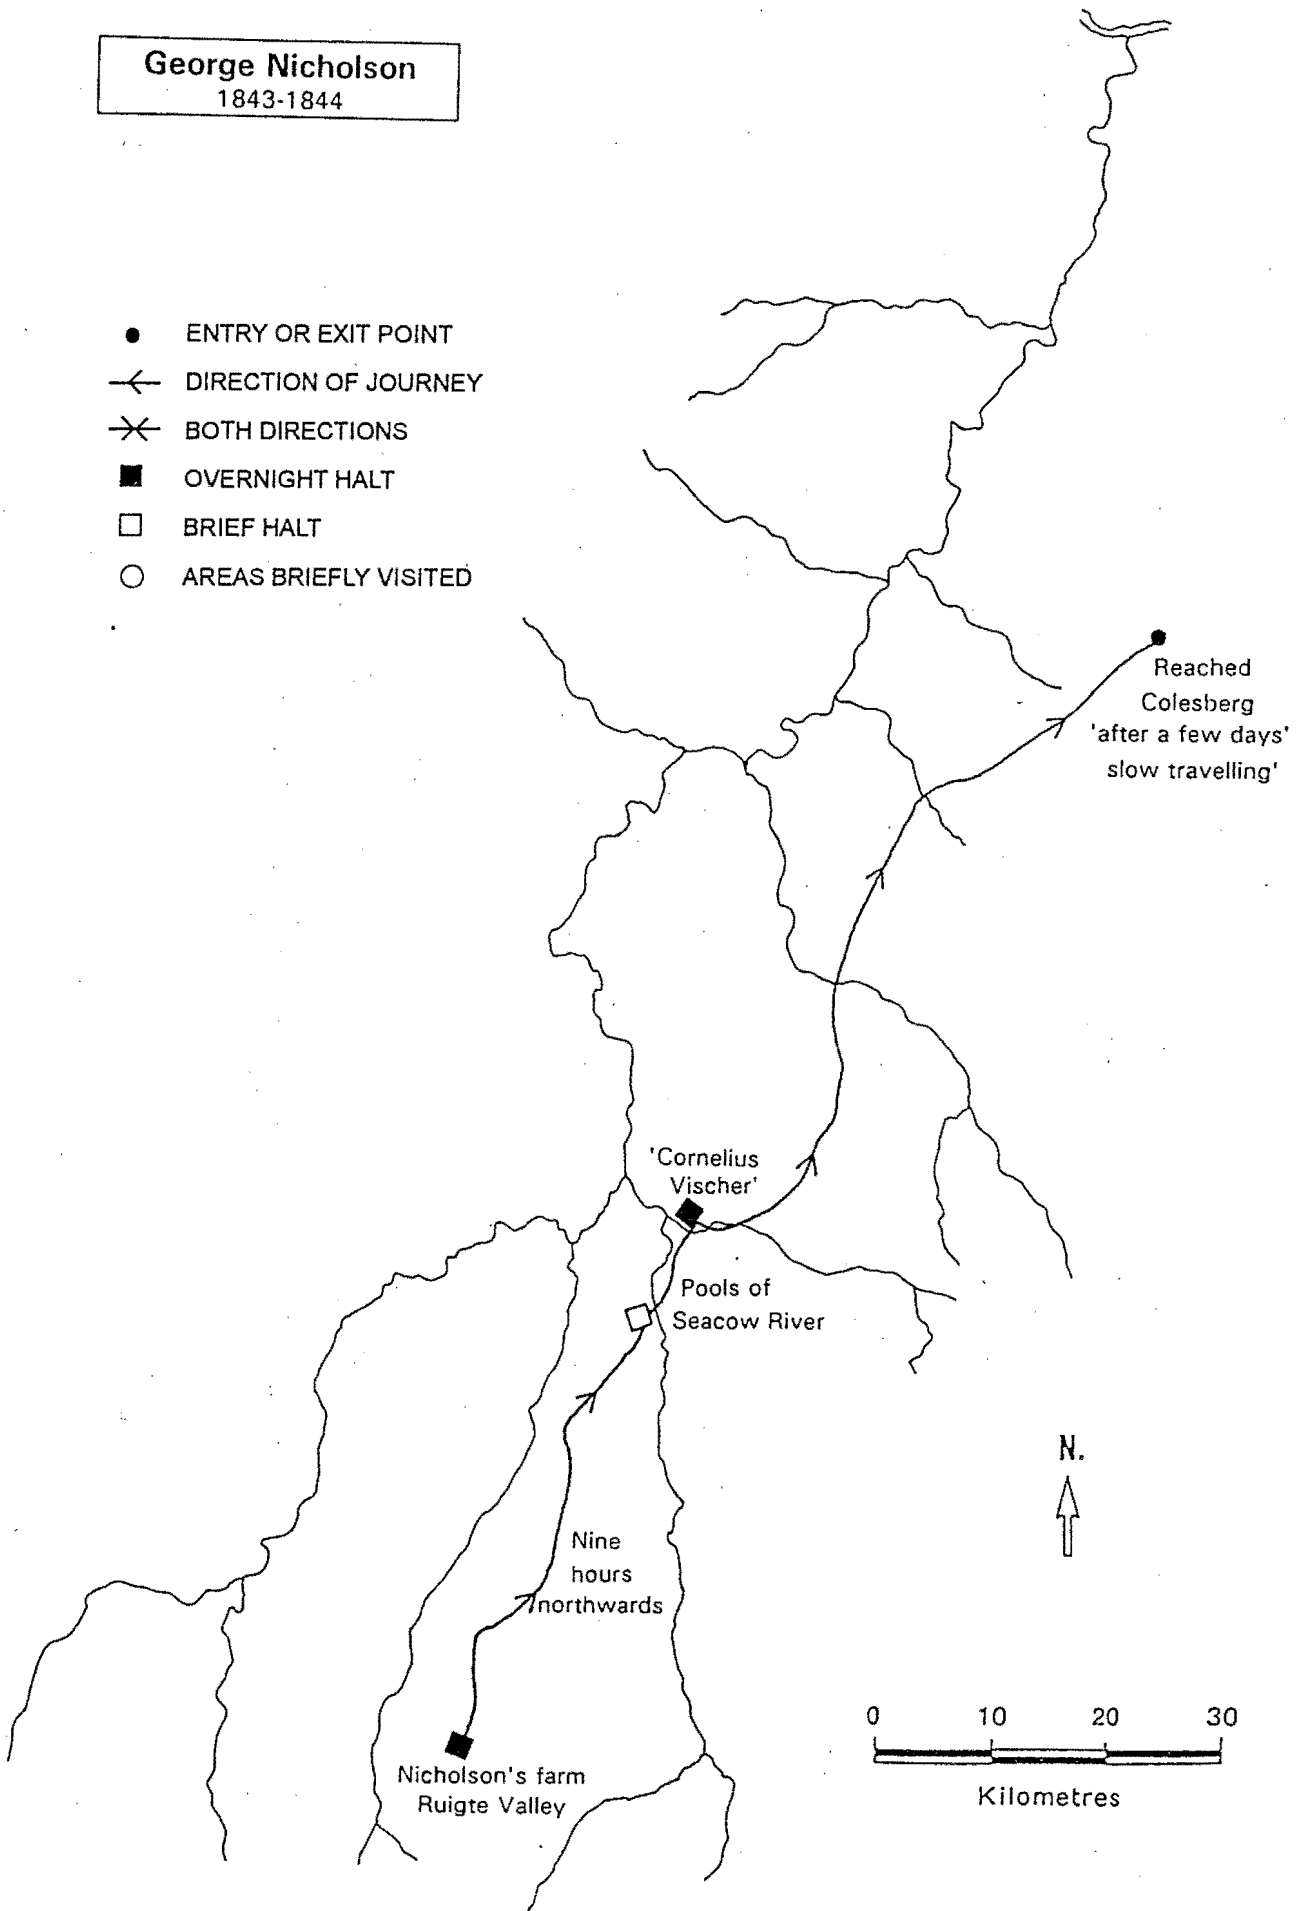 George Nicholson
1843-1844
ENTRY OR EXIT POINT
DIRECTION OF JOURNEY
BOTH DIRECTIONS
OVERNIGHT HALT
BRIEF HALT
AREAS BRIEFLY VISITED
Reached
Colesberg
'after a few days'
slow travelling'
'Cornelius
Vischer'
Pools of
Seacow River
N.
Nine
hours
northwards
Nicholson's farm
Ruigte Valley
0 10 20 30
Kilometres